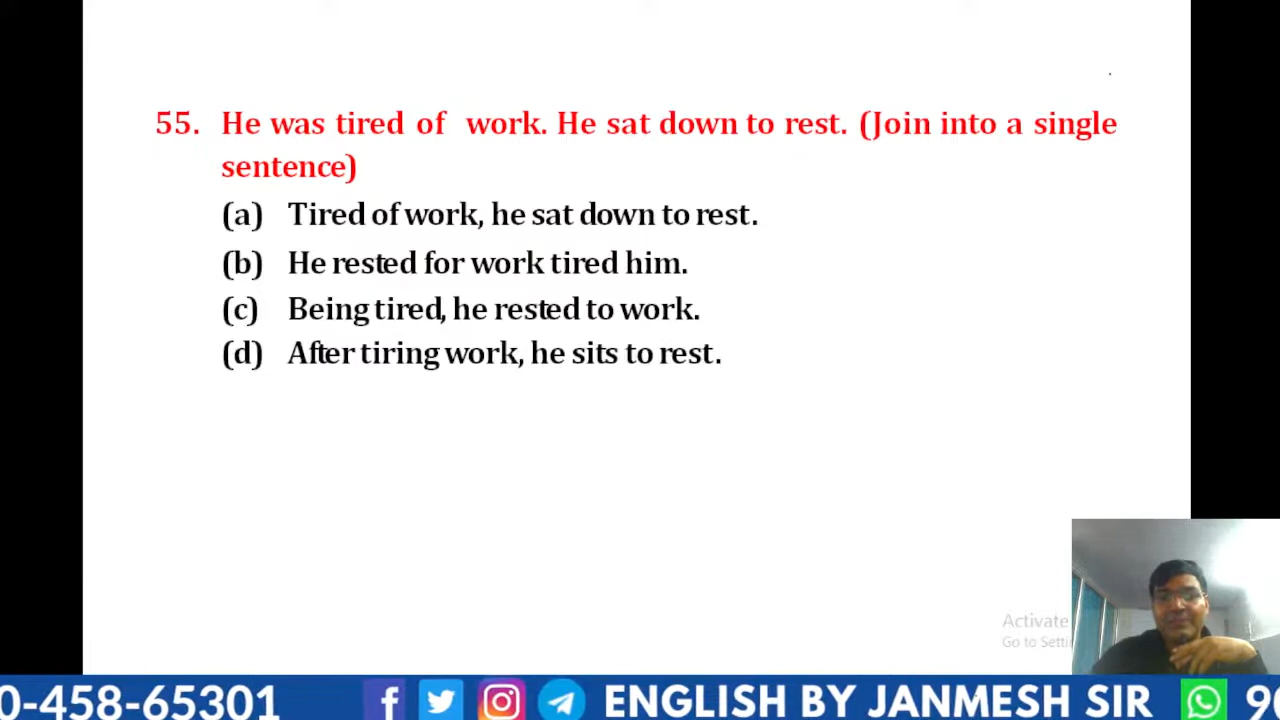 55. He was tired of work. He sat down to rest. (Join into a single
sentence)
(a) Tired of work, he sat down to rest.
(b) He rested for work tired him.
(c) Being tired, he rested to work.
(d) After tiring work, he sits to rest.
Activate
Go to Setti
0-458-65301 ENGLISH BY JANMESH SIR 90